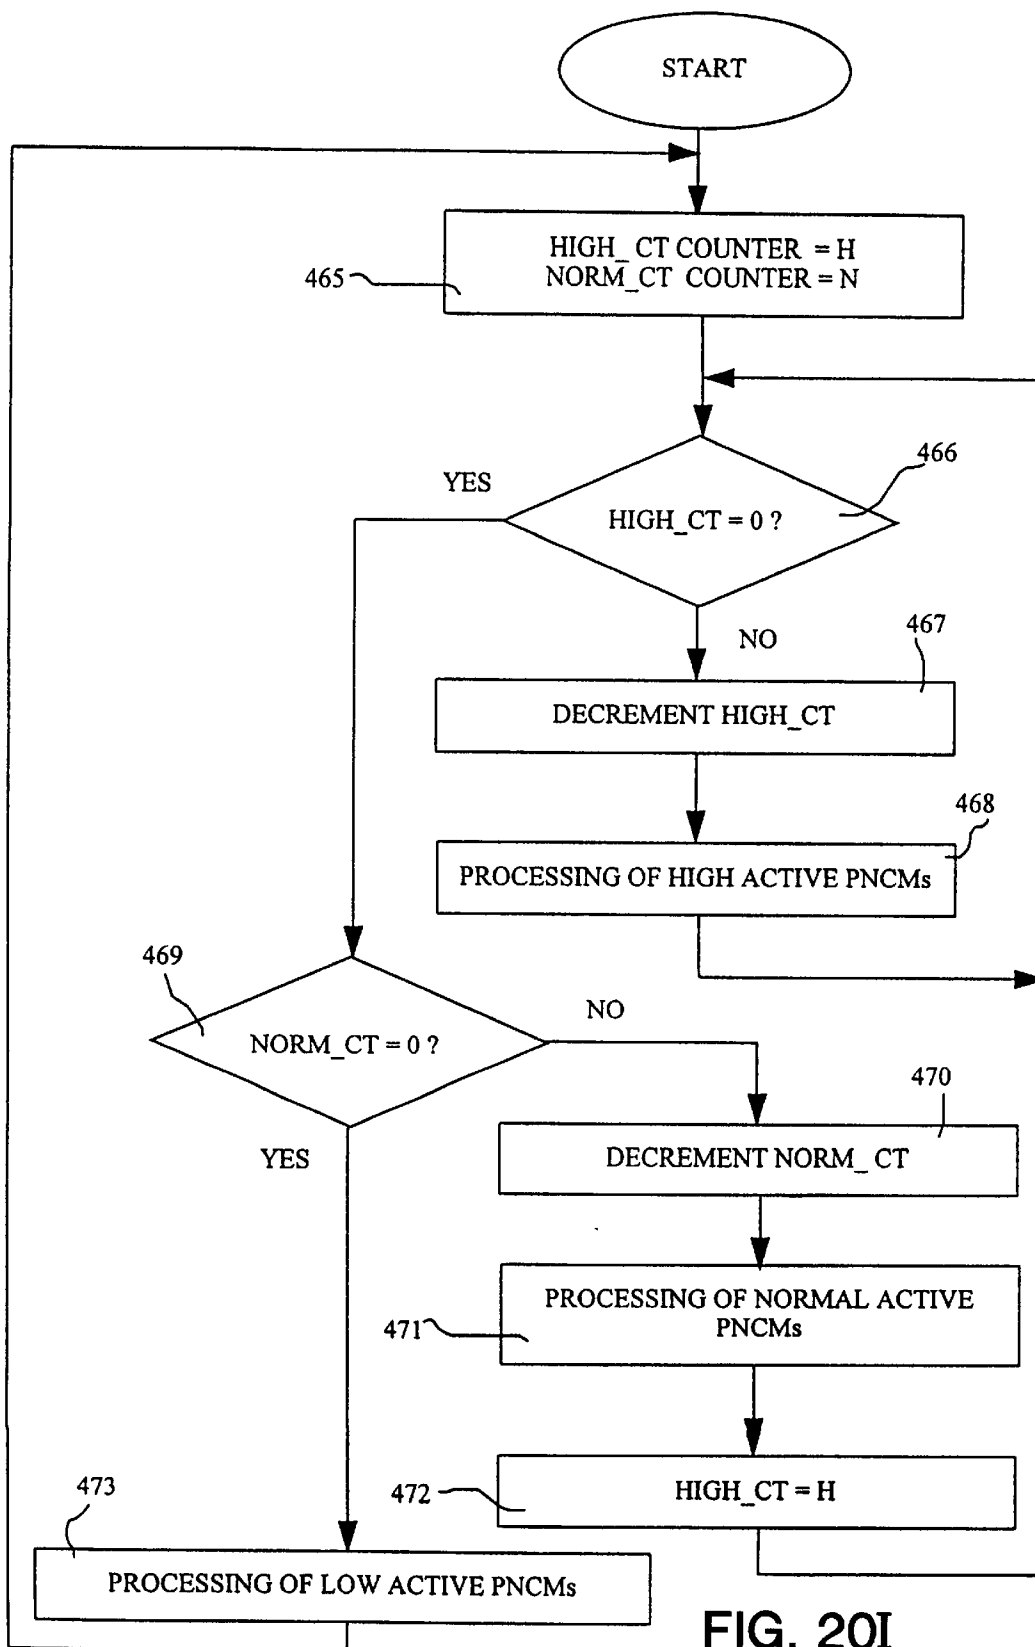 START
HIGH_ CT COUNTER = H
NORM_CT COUNTER = N
465
466
YES
HIGH_CT = 0 ?
467
NO
DECREMENT HIGH_CT
468
PROCESSING OF HIGH ACTIVE PNCMs
469
NO
NORM_CT = 0 ?
470
YES
DECREMENT NORM_ CT
PROCESSING OF NORMAL ACTIVE
PNCMs
471
473
472
HIGH_CT = H
PROCESSING OF LOW ACTIVE PNCMs
FIG. 20I